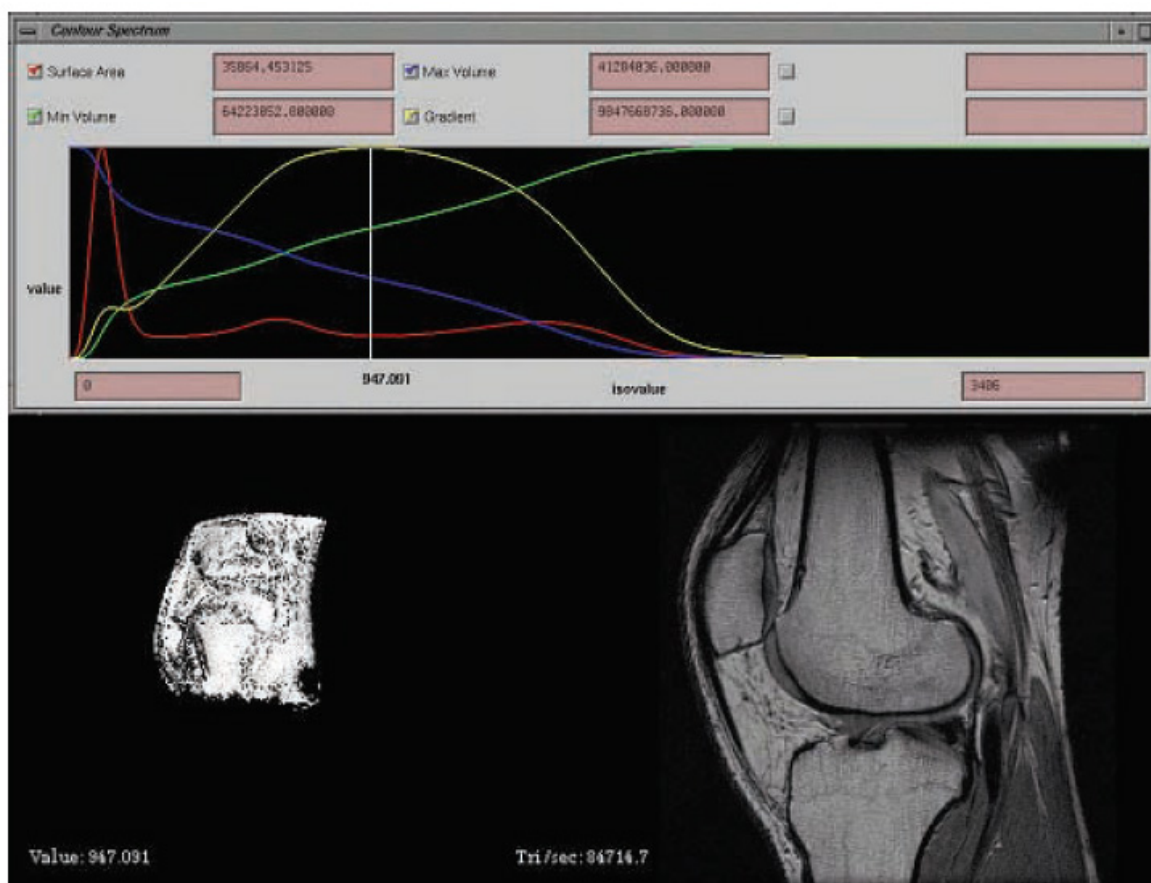 Contour Spectrum
Surface Area 35864.453125 Max Volume 41204036.000000
Min Volume 64223852.000000 Gradient 9847668736.000000
value
0 947.091 isovalue 3406
Value: 947.091 Tri/sec: 84714.7